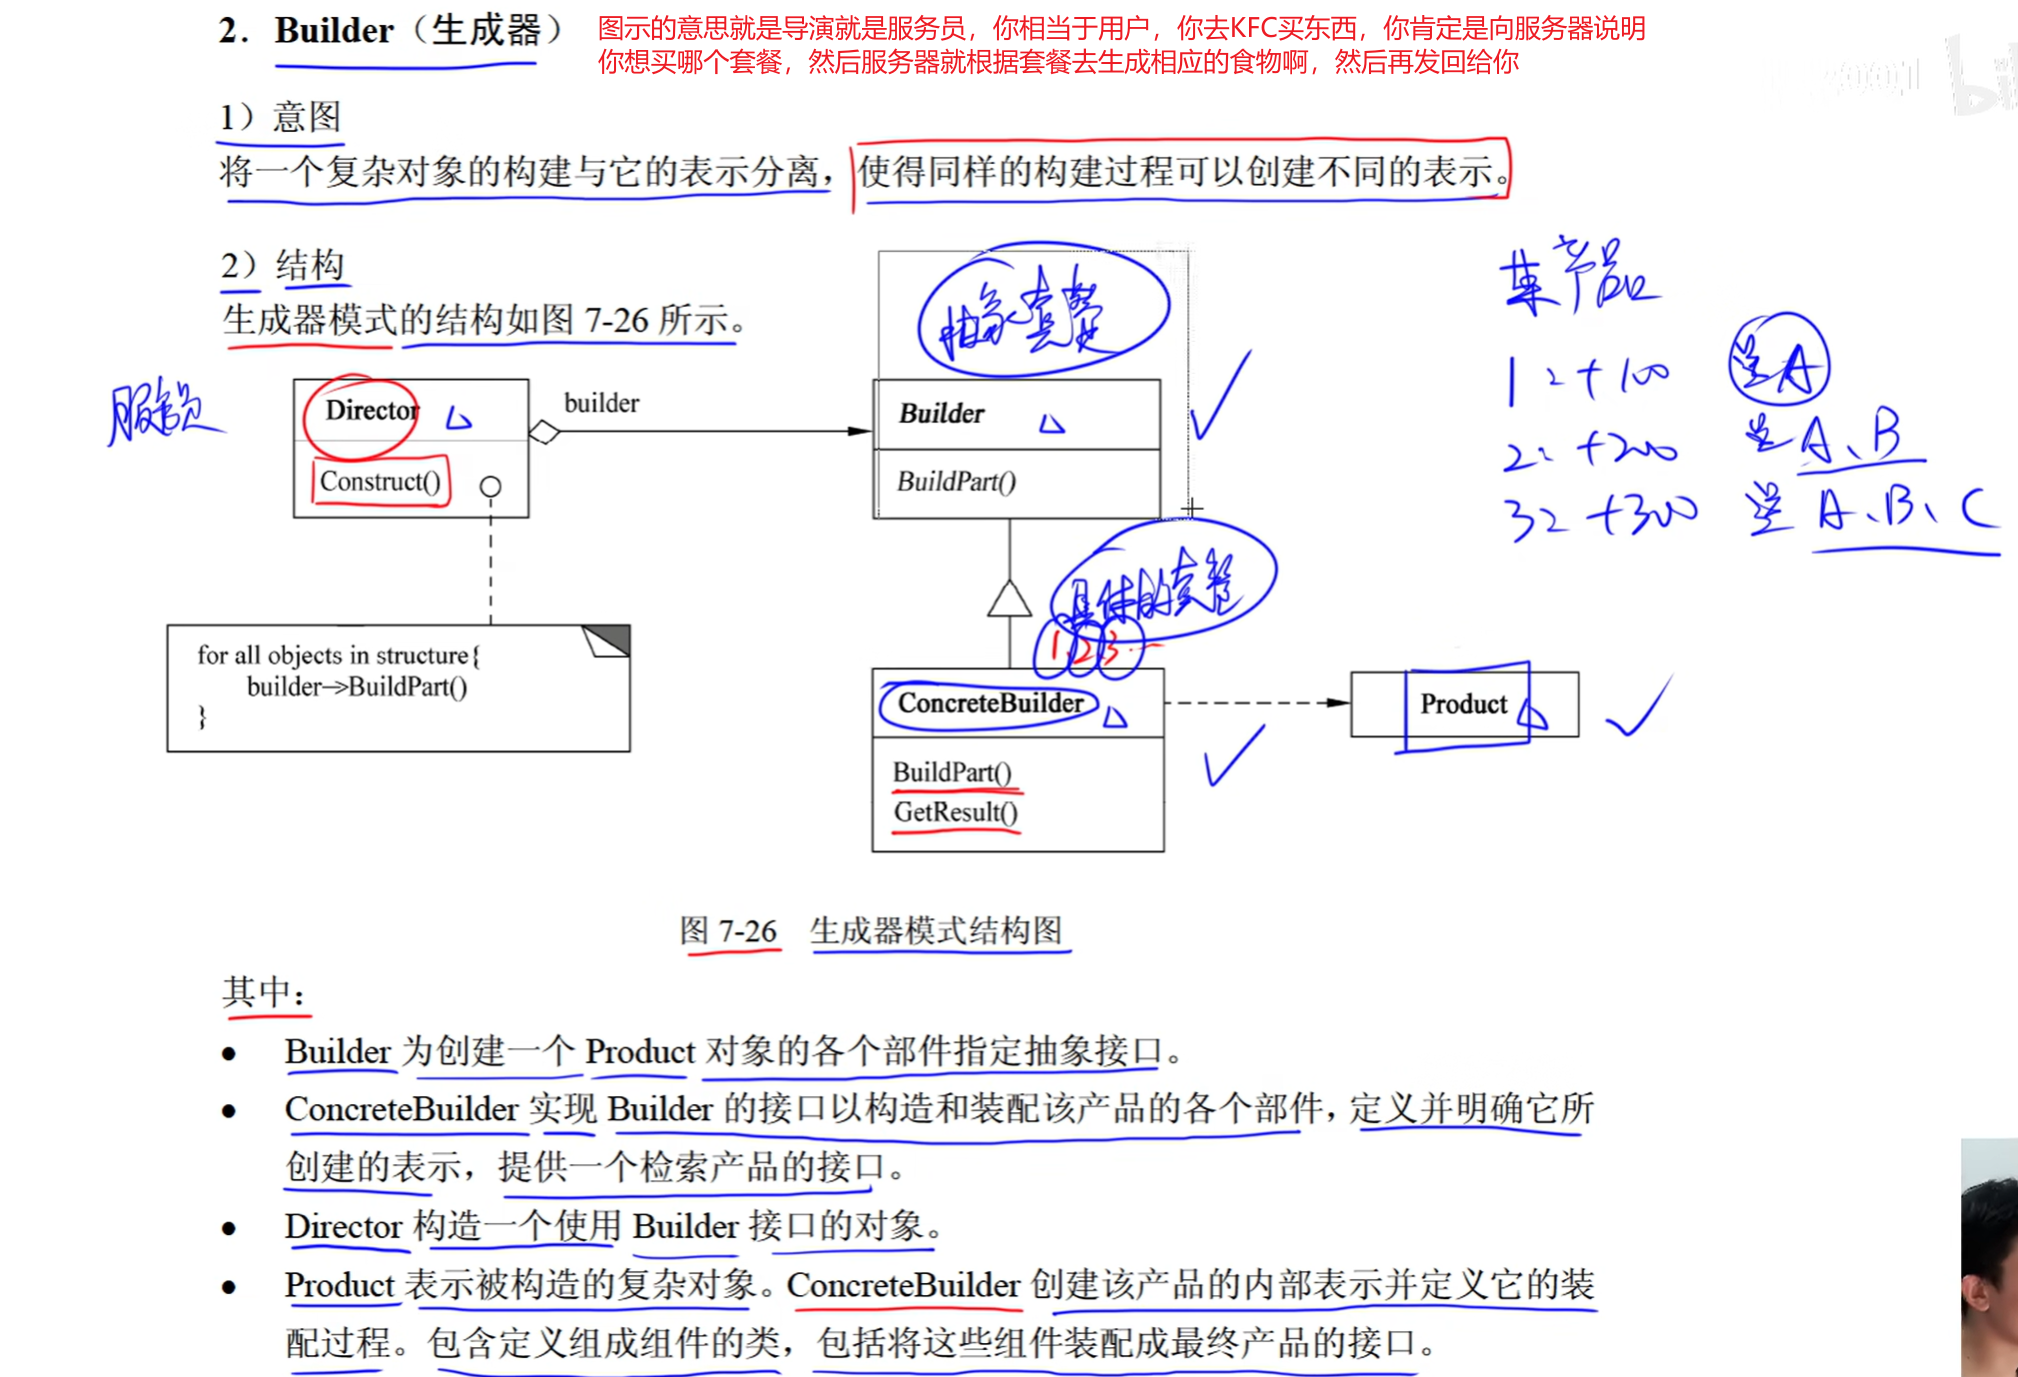 2. Builder（生成器）
图示的意思就是导演就是服务员，你相当于用户，你去KFC买东西，你肯定是向服务器说明
你想买哪个套餐，然后服务器就根据套餐去生成相应的食物啊，然后再发回给你
1）意图
将一个复杂对象的构建与它的表示分离，使得同样的构建过程可以创建不同的表示。
2）结构
生成器模式的结构如图 7-26 所示。
抽象套餐
某产品
服务员
Director
builder
Builder
Construct()
BuildPart()
1 +100 送A
2 +200 送A、B
3 +300 送A、B、C
具体的套餐
1 2 3
for all objects in structure{
builder->BuildPart()
}
ConcreteBuilder
Product
BuildPart()
GetResult()
图 7-26 生成器模式结构图
其中：
● Builder 为创建一个 Product 对象的各个部件指定抽象接口。
● ConcreteBuilder 实现 Builder 的接口以构造和装配该产品的各个部件，定义并明确它所
创建的表示，提供一个检索产品的接口。
● Director 构造一个使用 Builder 接口的对象。
● Product 表示被构造的复杂对象。ConcreteBuilder 创建该产品的内部表示并定义它的装
配过程。包含定义组成组件的类，包括将这些组件装配成最终产品的接口。